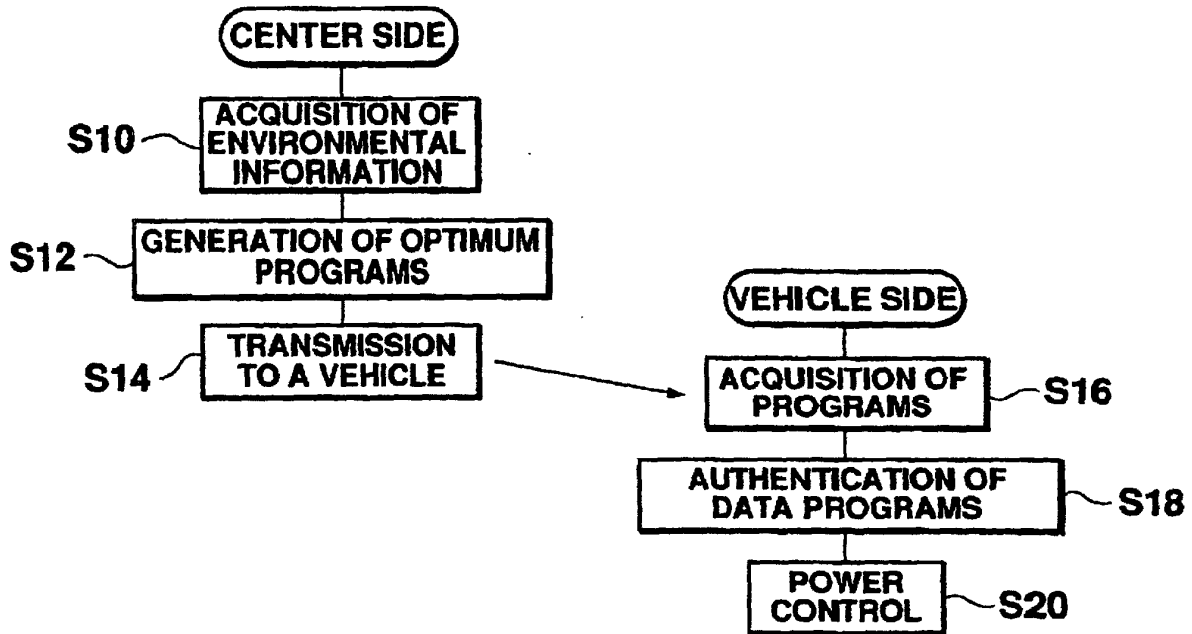 CENTER SIDE
S10
ACQUISITION OF
ENVIRONMENTAL
INFORMATION
S12
GENERATION OF OPTIMUM
PROGRAMS
S14
TRANSMISSION
TO A VEHICLE
VEHICLE SIDE
ACQUISITION OF
PROGRAMS
S16
AUTHENTICATION OF
DATA PROGRAMS
S18
POWER
CONTROL
S20